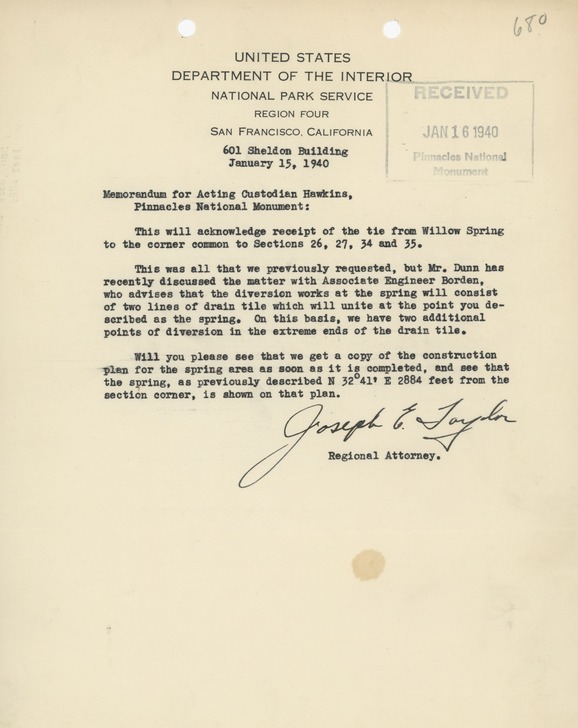 680
UNITED STATES
DEPARTMENT OF THE INTERIOR
NATIONAL PARK SERVICE
REGION FOUR
SAN FRANCISCO, CALIFORNIA
601 Sheldon Building
January 15, 1940
RECEIVED
JAN 16 1940
Pinnacles National
Monument
Memorandum for Acting Custodian Hawkins,
Pinnacles National Monument:
This will acknowledge receipt of the tie from Willow Spring
to the corner common to Sections 26, 27, 34 and 35.
This was all that we previously requested, but Mr. Dunn has
recently discussed the matter with Associate Engineer Borden,
who advises that the diversion works at the spring will consist
of two lines of drain tile which will unite at the point you de-
scribed as the spring. On this basis, we have two additional
points of diversion in the extreme ends of the drain tile.
Will you please see that we get a copy of the construction
plan for the spring area as soon as it is completed, and see that
the spring, as previously described N 32°41' E 2884 feet from the
section corner, is shown on that plan.
Joseph E. Taylor
Regional Attorney.